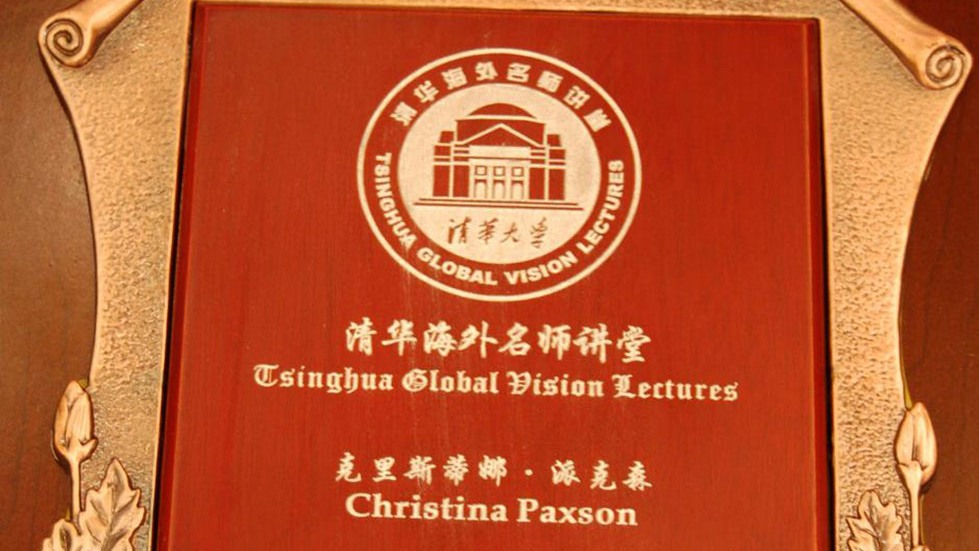 清华海外名师讲堂
TSINGHUA GLOBAL VISION LECTURES
清华大学
清华海外名师讲堂
Tsinghua Global Vision Lectures
克里斯蒂娜·派克森
Christina Paxson